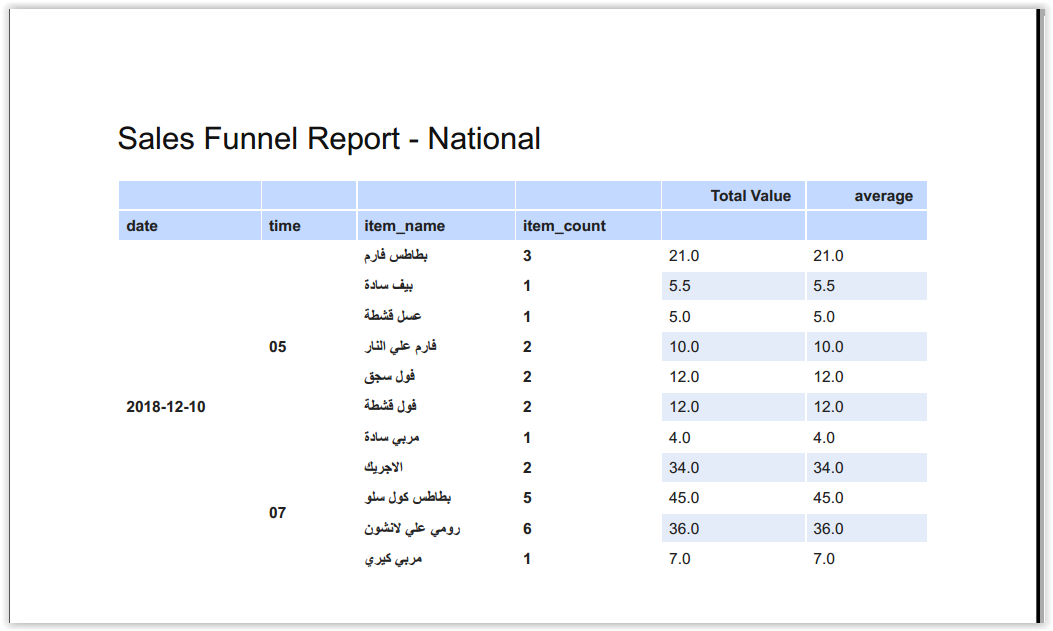 Sales Funnel Report - National
Total Value average
date time item_name item_count
بطاطس فارم 3 21.0 21.0
بيف سادة 1 5.5 5.5
عسل قشطة 1 5.0 5.0
05 فارم علي النار 2 10.0 10.0
فول سجق 2 12.0 12.0
2018-12-10 فول قشطة 2 12.0 12.0
مربي سادة 1 4.0 4.0
الاجريك 2 34.0 34.0
بطاطس كول سلو 5 45.0 45.0
07
رومي علي لانشون 6 36.0 36.0
مربي كيري 1 7.0 7.0